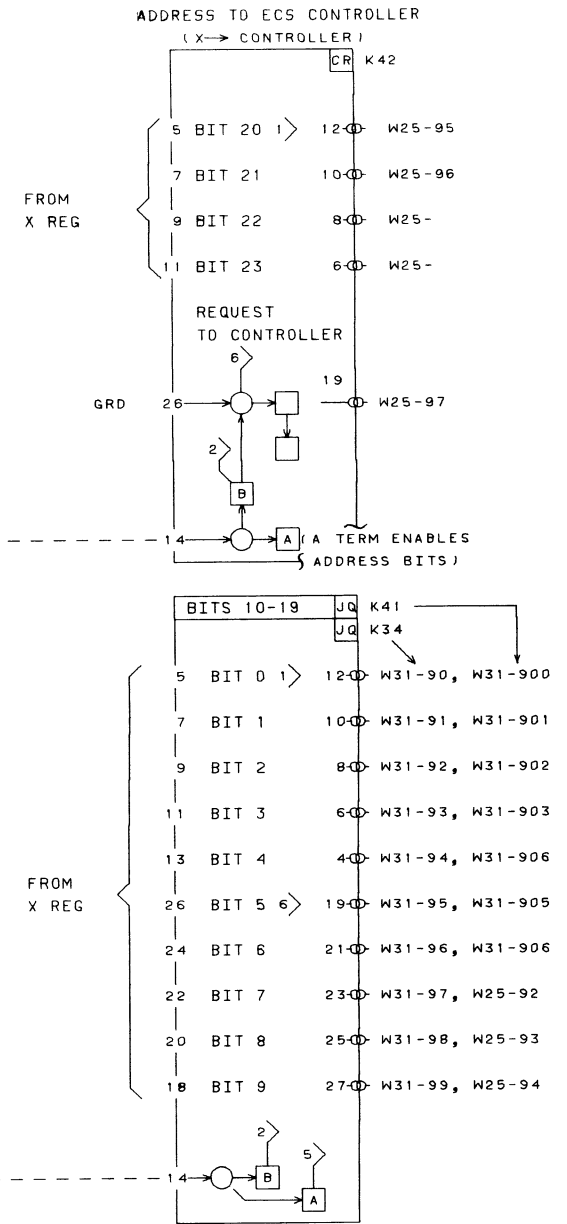 ADDRESS TO ECS CONTROLLER
(X→ CONTROLLER)
CR K42
5 BIT 20 1 12 W25-95
7 BIT 21 10 W25-96
FROM
X REG
9 BIT 22 8 W25-
11 BIT 23 6 W25-
REQUEST
TO CONTROLLER
6
19
GRD 26 W25-97
2
B
14 A (A TERM ENABLES
ADDRESS BITS)
BITS 10-19 JQ K41
JQ K34
5 BIT 0 1 12 W31-90, W31-900
7 BIT 1 10 W31-91, W31-901
9 BIT 2 8 W31-92, W31-902
11 BIT 3 6 W31-93, W31-903
13 BIT 4 4 W31-94, W31-906
FROM
X REG
26 BIT 5 6 19 W31-95, W31-905
24 BIT 6 21 W31-96, W31-906
22 BIT 7 23 W31-97, W25-92
20 BIT 8 25 W31-98, W25-93
18 BIT 9 27 W31-99, W25-94
2
5
14 B
A